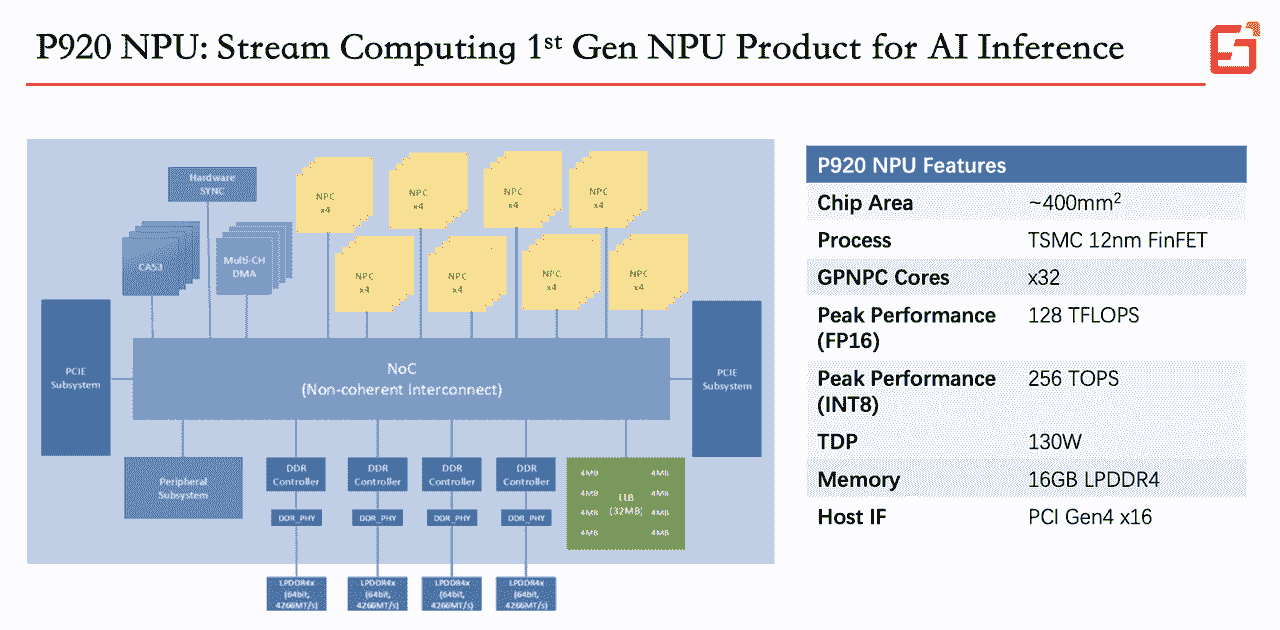 P920 NPU: Stream Computing 1st Gen NPU Product for AI Inference
Hardware
SYNC
NPC
x4
NPC
x4
NPC
x4
NPC
x4
CA53
Multi-CH
DMA
NPC
x4
NPC
x4
NPC
x4
NPC
x4
PCIE
Subsystem
NoC
(Non-coherent Interconnect)
PCIE
Subsystem
Peripheral
Subsystem
DDR
Controller
DDR
Controller
DDR
Controller
DDR
Controller
DDR_PHY
DDR_PHY
DDR_PHY
DDR_PHY
4MB
4MB
4MB
4MB
LLB
(32MB)
4MB
4MB
4MB
4MB
LPDDR4x
(64bit,
4266MT/s)
LPDDR4x
(64bit,
4266MT/s)
LPDDR4x
(64bit,
4266MT/s)
LPDDR4x
(64bit,
4266MT/s)
P920 NPU Features
Chip Area ~400mm²
Process TSMC 12nm FinFET
GPNPC Cores x32
Peak Performance 128 TFLOPS
(FP16)
Peak Performance 256 TOPS
(INT8)
TDP 130W
Memory 16GB LPDDR4
Host IF PCI Gen4 x16